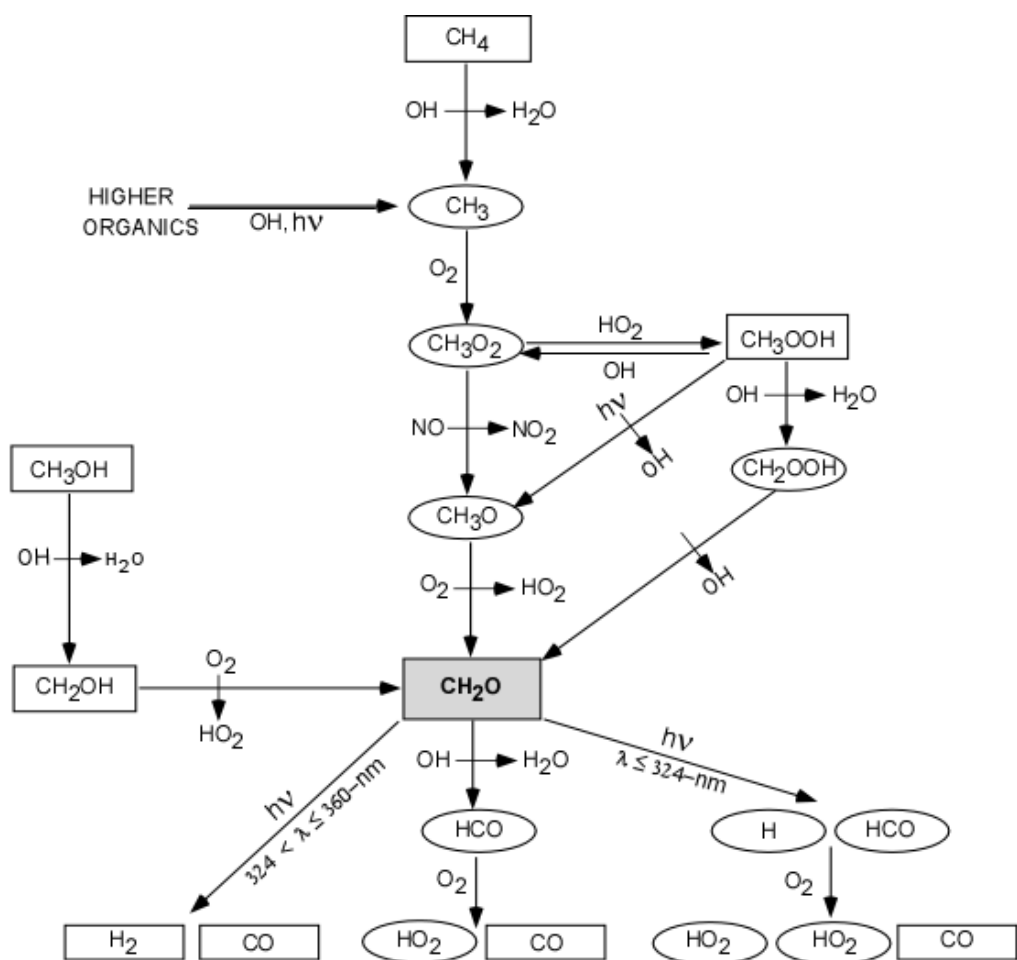 CH₄
OH → H₂O
HIGHER
ORGANICS
OH, hν
CH₃
O₂
CH₃O₂
HO₂
OH
CH₃OOH
NO → NO₂
hν
OH
OH → H₂O
CH₃OH
CH₂OOH
CH₃O
OH → H₂O
O₂ → HO₂
OH
CH₂OH
O₂
HO₂
CH₂O
hν
324 < λ ≤ 360-nm
OH → H₂O
hν
λ ≤ 324-nm
HCO
H
HCO
O₂
O₂
H₂
CO
HO₂
CO
HO₂
HO₂
CO